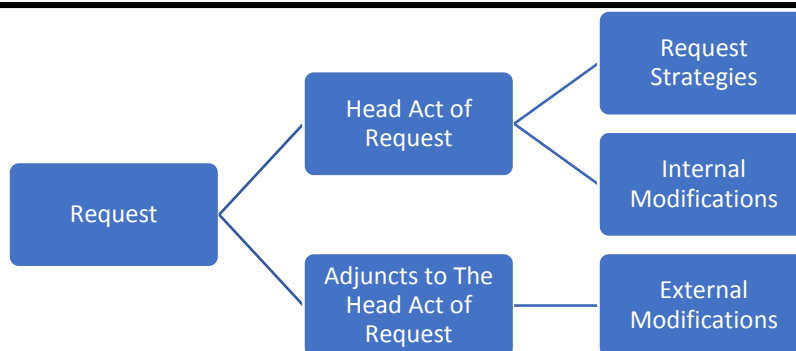 Request
Head Act of
Request
Adjuncts to The
Head Act of
Request
Request
Strategies
Internal
Modifications
External
Modifications